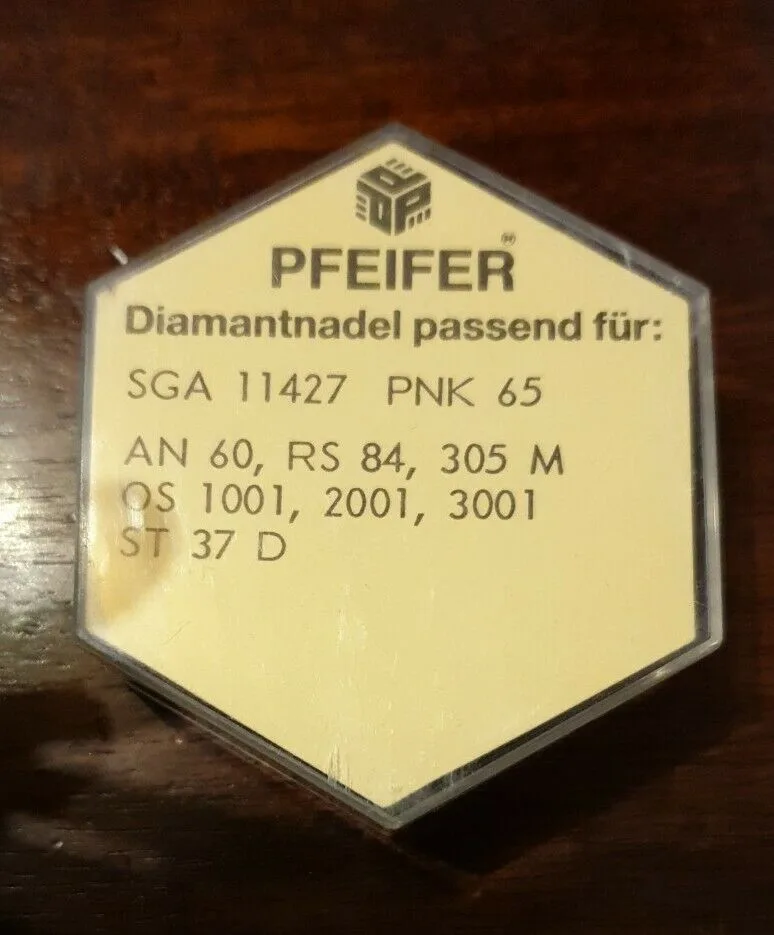 PFEIFER®
Diamantnadel passend für:
SGA 11427 PNK 65
AN 60, RS 84, 305 M
OS 1001, 2001, 3001
ST 37 D